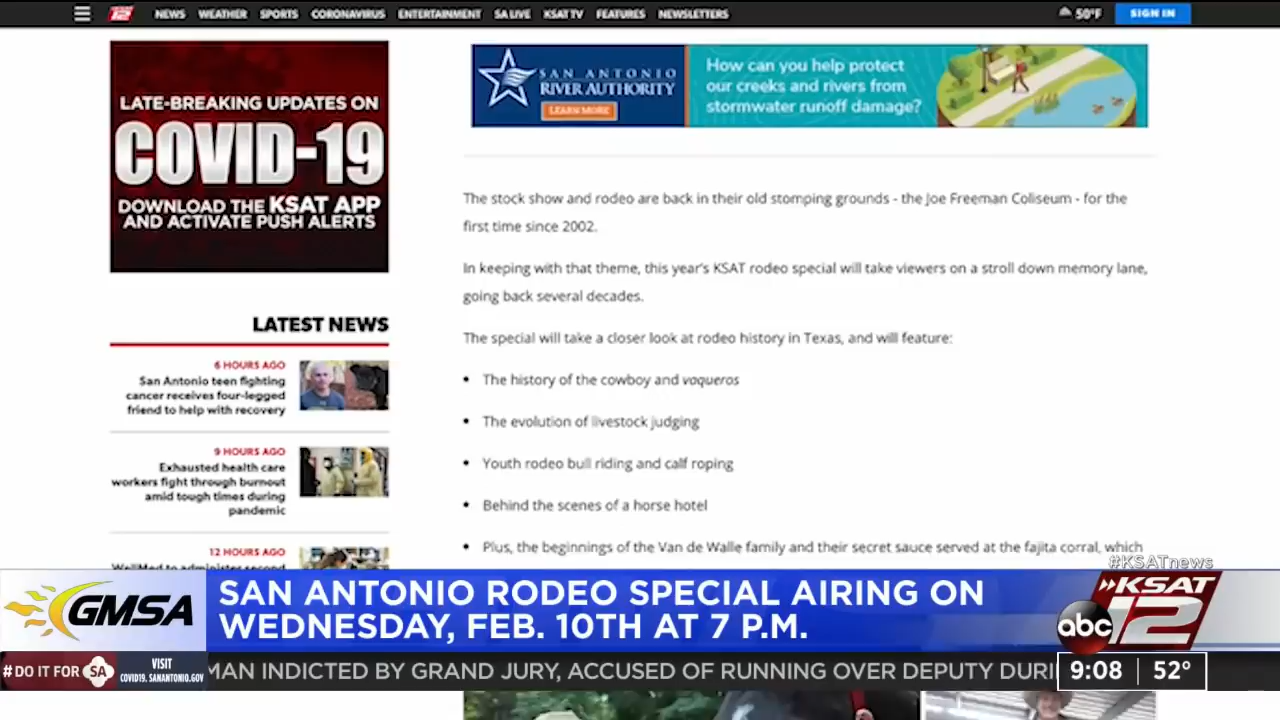 NEWS WEATHER SPORTS CORONAVIRUS ENTERTAINMENT SA LIVE KSAT TV FEATURES NEWSLETTERS 50°F SIGN IN
LATE-BREAKING UPDATES ON
COVID-19
DOWNLOAD THE KSAT APP
AND ACTIVATE PUSH ALERTS
SAN ANTONIO
RIVER AUTHORITY
LEARN MORE
How can you help protect
our creeks and rivers from
stormwater runoff damage?
The stock show and rodeo are back in their old stomping grounds - the Joe Freeman Coliseum - for the
first time since 2002.
In keeping with that theme, this year's KSAT rodeo special will take viewers on a stroll down memory lane,
going back several decades.
The special will take a closer look at rodeo history in Texas, and will feature:
• The history of the cowboy and vaqueros
• The evolution of livestock judging
• Youth rodeo bull riding and calf roping
• Behind the scenes of a horse hotel
• Plus, the beginnings of the Van de Walle family and their secret sauce served at the fajita corral, which
LATEST NEWS
6 HOURS AGO
San Antonio teen fighting
cancer receives four-legged
friend to help with recovery
9 HOURS AGO
Exhausted health care
workers fight through burnout
amid tough times during
pandemic
12 HOURS AGO
WellMed to administer second
#KSATnews
GMSA
SAN ANTONIO RODEO SPECIAL AIRING ON
WEDNESDAY, FEB. 10TH AT 7 P.M.
abc KSAT 12
#DO IT FOR SA
VISIT
COVID19.SANANTONIO.GOV
MAN INDICTED BY GRAND JURY, ACCUSED OF RUNNING OVER DEPUTY DURI
9:08 52°